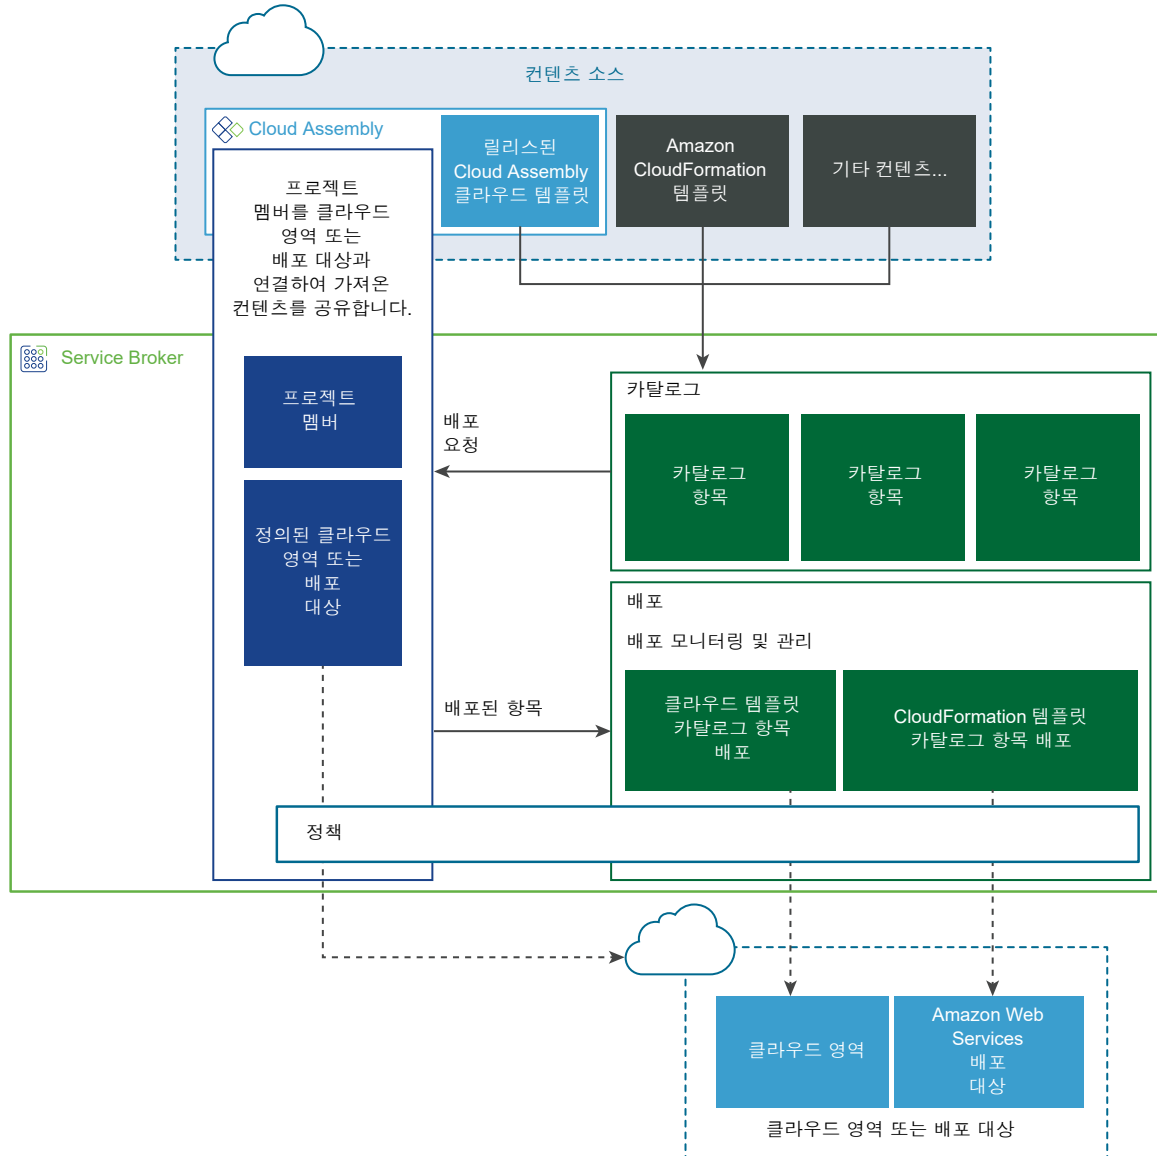 컨텐츠 소스
Cloud Assembly
프로젝트
멤버를 클라우드
영역 또는
배포 대상과
연결하여 가져온
컨텐츠를 공유합니다.
릴리스된
Cloud Assembly
클라우드 템플릿
Amazon
CloudFormation
템플릿
기타 컨텐츠...
Service Broker
프로젝트
멤버
정의된 클라우드
영역 또는
배포
대상
배포
요청
카탈로그
카탈로그
항목
카탈로그
항목
카탈로그
항목
배포된 항목
배포
배포 모니터링 및 관리
클라우드 템플릿
카탈로그 항목
배포
CloudFormation 템플릿
카탈로그 항목 배포
정책
클라우드 영역
Amazon Web
Services
배포
대상
클라우드 영역 또는 배포 대상